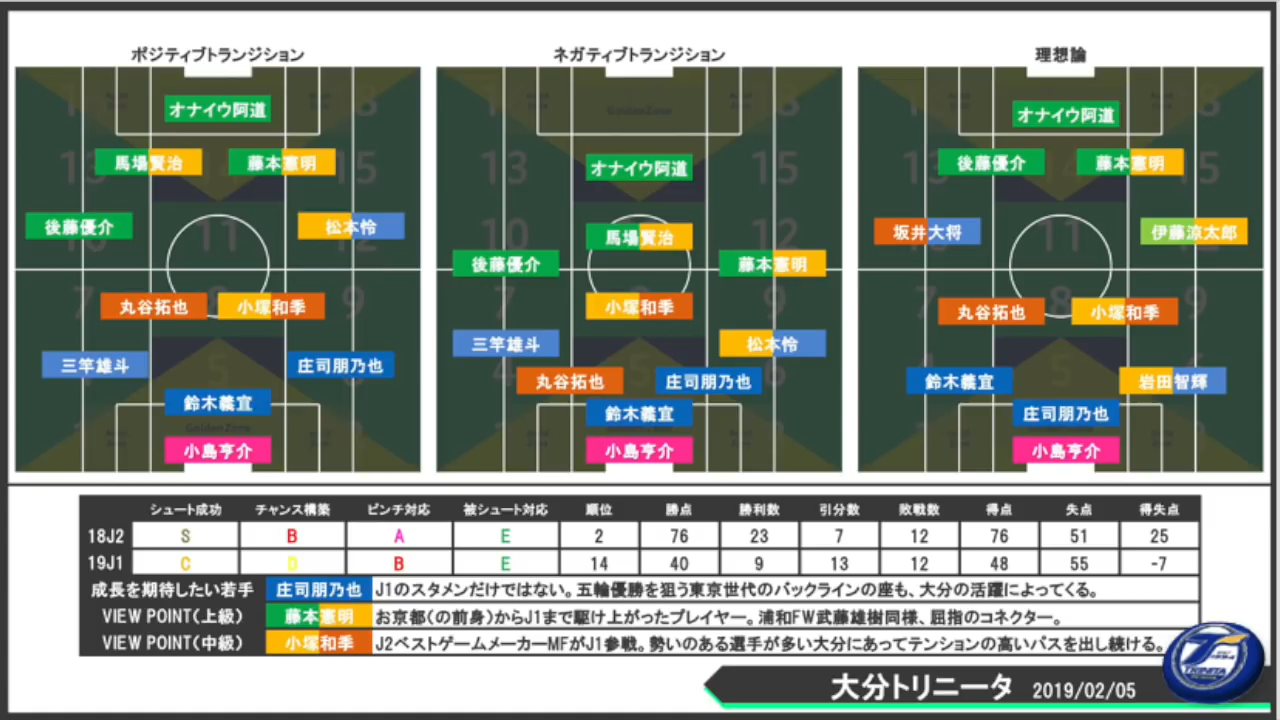 ポジティブトランジション ネガティブトランジション 理想論
オナイウ阿道
馬場賢治 藤本憲明
後藤優介 松本怜
丸谷拓也 小塚和季
三竿雄斗 庄司朋乃也
鈴木義宜
小島亨介
オナイウ阿道
馬場賢治
後藤優介 藤本憲明
小塚和季
三竿雄斗 松本怜
丸谷拓也 庄司朋乃也
鈴木義宜
小島亨介
オナイウ阿道
後藤優介 藤本憲明
坂井大将 伊藤涼太郎
丸谷拓也 小塚和季
鈴木義宜 岩田智輝
庄司朋乃也
小島亨介
シュート成功 チャンス構築 ピンチ対応 被シュート対応 順位 勝点 勝利数 引分数 敗戦数 得点 失点 得失点
18J2 S B A E 2 76 23 7 12 76 51 25
19J1 C D B E 14 40 9 13 12 48 55 -7
成長を期待したい若手 庄司朋乃也 J1のスタメンだけではない。五輪優勝を狙う東京世代のバックラインの座も、大分の活躍によってくる。
VIEW POINT(上級) 藤本憲明 お京都(の前身)からJ1まで駆け上がったプレイヤー。浦和FW武藤雄樹同様、屈指のコネクター。
VIEW POINT(中級) 小塚和季 J2ベストゲームメーカーMFがJ1参戦。勢いのある選手が多い大分にあってテンションの高いパスを出し続ける。
大分トリニータ 2019/02/05
TRINITA